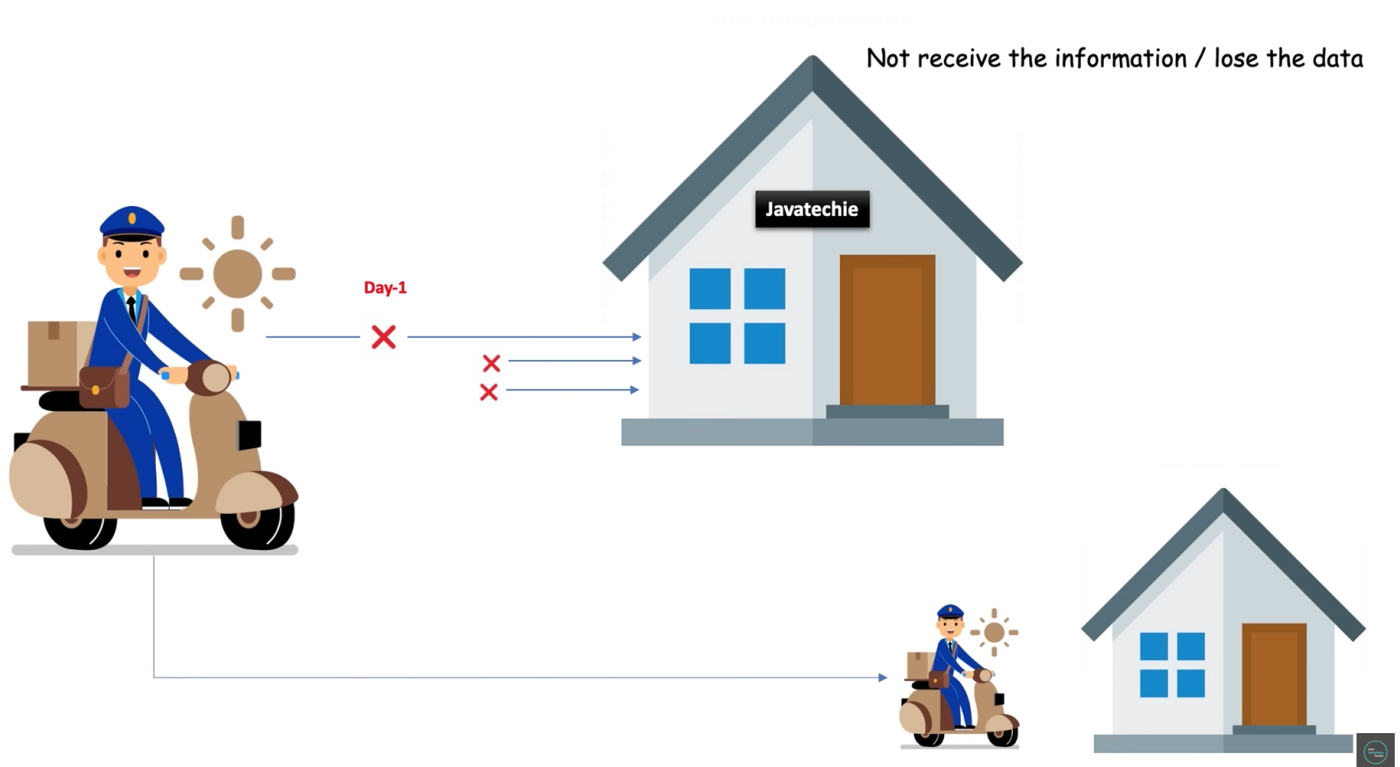 Not receive the information / lose the data
Javatechie
Day-1